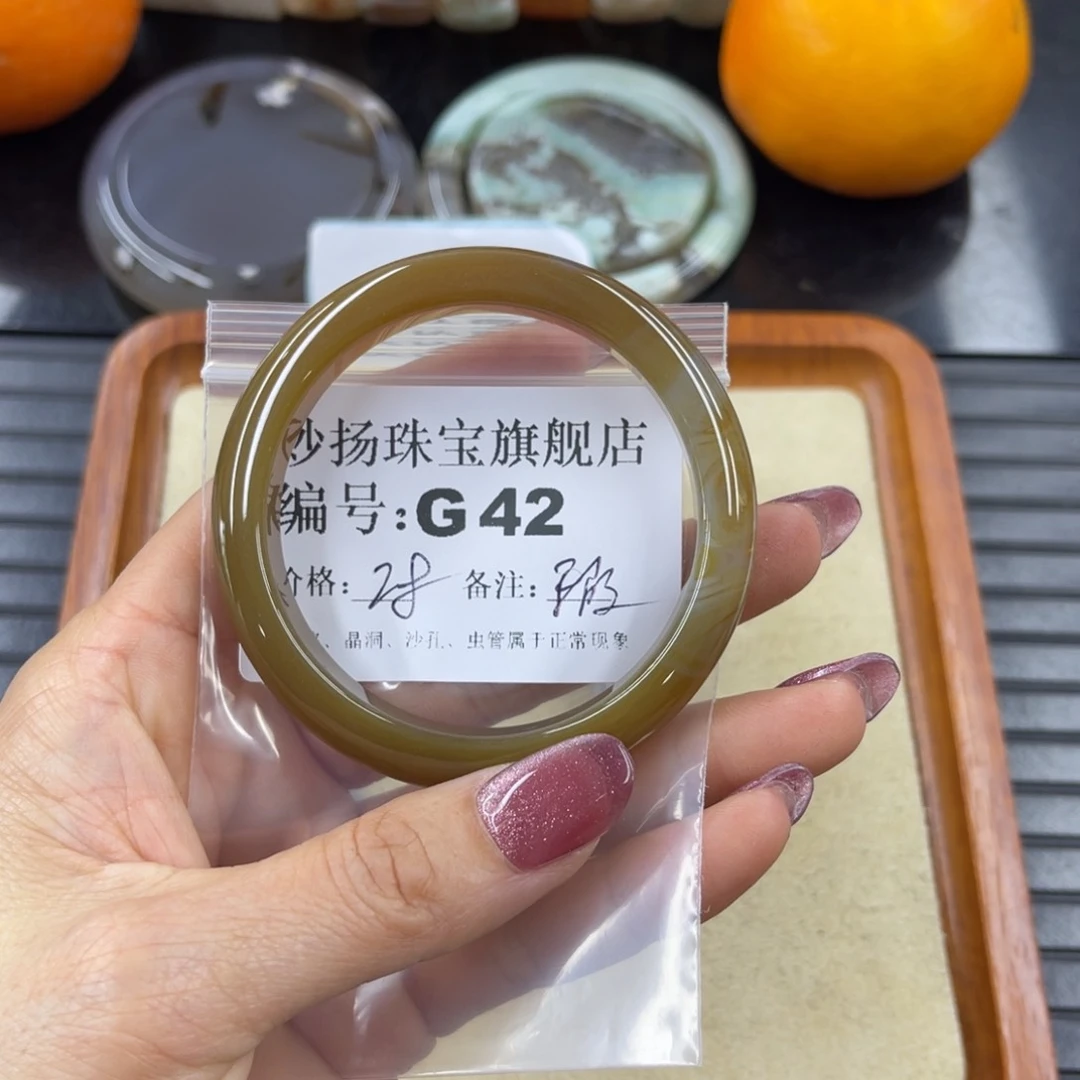 沙扬珠宝旗舰店
编号:G42
价格: 28 备注:
、晶洞、沙孔、虫管属于正常现象